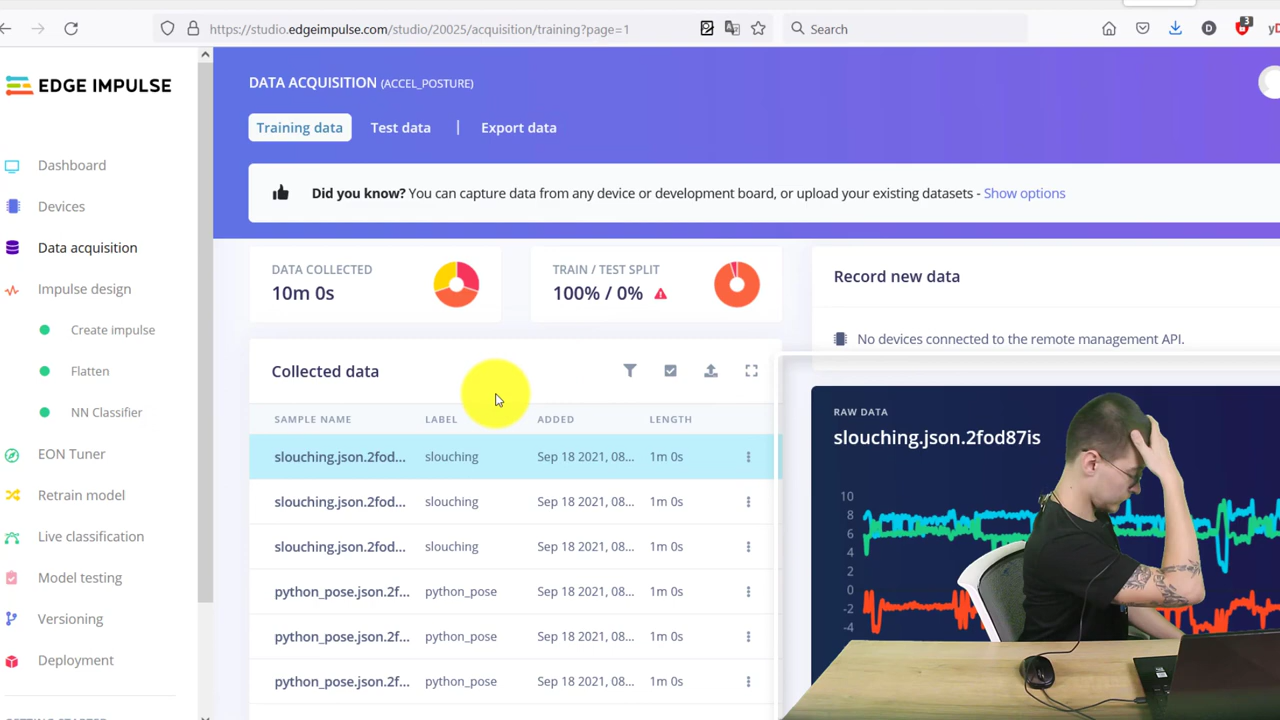 https://studio.edgeimpulse.com/studio/20025/acquisition/training?page=1
Search
3
EDGE IMPULSE
DATA ACQUISITION (ACCEL_POSTURE)
Training data
Test data
Export data
Did you know? You can capture data from any device or development board, or upload your existing datasets - Show options
Dashboard
Devices
Data acquisition
Impulse design
Create impulse
Flatten
NN Classifier
EON Tuner
Retrain model
Live classification
Model testing
Versioning
Deployment
DATA COLLECTED
10m 0s
TRAIN / TEST SPLIT
100% / 0%
Record new data
No devices connected to the remote management API.
Collected data
SAMPLE NAME LABEL ADDED LENGTH
slouching.json.2fod... slouching Sep 18 2021, 08... 1m 0s
slouching.json.2fod... slouching Sep 18 2021, 08... 1m 0s
slouching.json.2fod... slouching Sep 18 2021, 08... 1m 0s
python_pose.json.2f... python_pose Sep 18 2021, 08... 1m 0s
python_pose.json.2f... python_pose Sep 18 2021, 08... 1m 0s
python_pose.json.2f... python_pose Sep 18 2021, 08... 1m 0s
RAW DATA
slouching.json.2fod87is
10
8
6
4
2
0
-2
-4